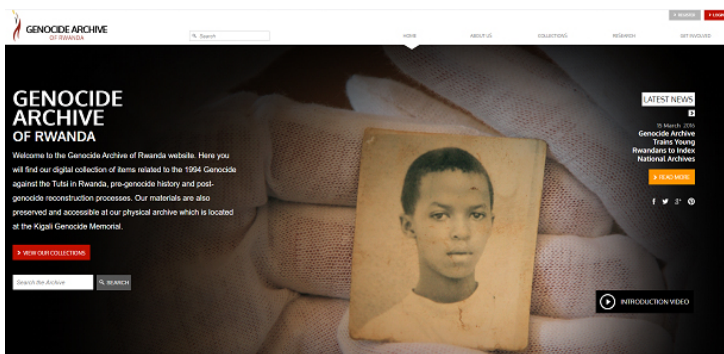 REGISTER
LOGIN
GENOCIDE ARCHIVE
OF RWANDA
Search
HOME
ABOUT US
COLLECTIONS
RESEARCH
GET INVOLVED
GENOCIDE
ARCHIVE
OF RWANDA
Welcome to the Genocide Archive of Rwanda website. Here you
will find our digital collection of items related to the 1994 Genocide
against the Tutsi in Rwanda, pre-genocide history and post-
genocide reconstruction processes. Our materials are also
preserved and accessible at our physical archive which is located
at the Kigali Genocide Memorial.
VIEW OUR COLLECTIONS
Search the Archive
SEARCH
LATEST NEWS
15 March 2016
Genocide Archive
Trains Young
Rwandans to Index
National Archives
READ MORE
INTRODUCTION VIDEO